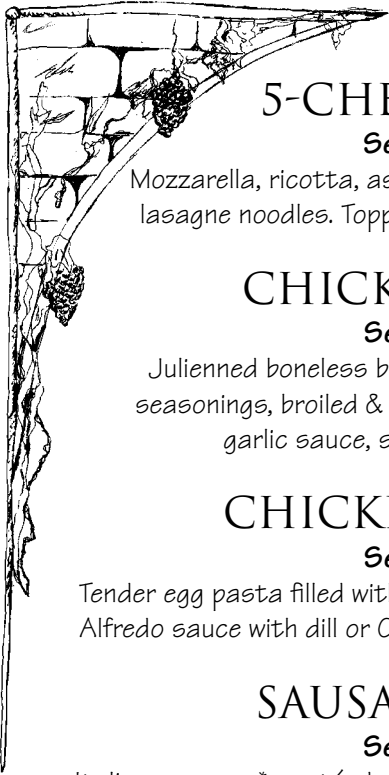 5-CHE
Se
Mozzarella, ricotta, as
lasagne noodles. Topp
CHICK
Se
Julienned boneless b
seasonings, broiled &
garlic sauce, s
CHICK
Se
Tender egg pasta filled wit
Alfredo sauce with dill or C
SAUSA
Se